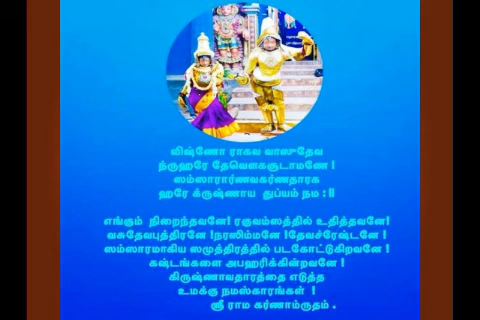 விஷ்ணோ ராகவ வாஸுதேவ
ந்ருஹரே தேவௌகசூடாமணே !
ஸம்ஸாரார்ணவகர்ணதாரக
ஹரே க்ருஷ்ணாய துப்யம் நம : !!
எங்கும் நிறைந்தவனே! ரகுவம்ஸத்தில் உதித்தவனே!
வசுதேவபுத்திரனே !நரஸிம்மனே !தேவச்ரேஷ்டனே !
ஸம்ஸாரமாகிய ஸமுத்திரத்தில் படகோட்டுகிறவனே !
கஷ்டங்களை அபஹரிக்கின்றவனே !
கிருஷ்ணாவதாரத்தை எடுத்த
உமக்கு நமஸ்காரங்கள் !
ஸ்ரீ ராம கர்ணாம்ருதம் .